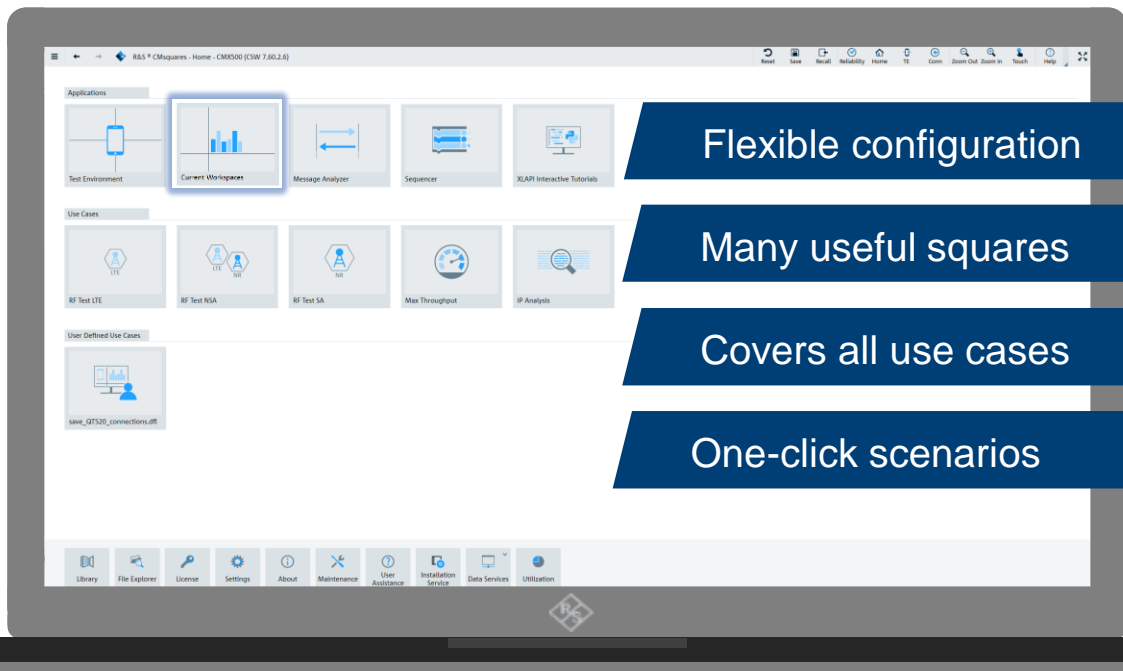 R&S ® CMsquares - Home - CMX500 (CSW 7.60.2.6)
Reset Save Recall Reliability Home TE Conn Zoom Out Zoom In Touch Help
Applications
Test Environment
Current Workspaces
Message Analyzer
Sequencer
XLAPI Interactive Tutorials
Flexible configuration
Use Cases
LTE
LTE
NR
NR
RF Test LTE
RF Test NSA
RF Test SA
Max Throughput
IP Analysis
Many useful squares
User Defined Use Cases
save_QT520_connections.dfl
Covers all use cases
One-click scenarios
Library
File Explorer
License
Settings
About
Maintenance
User
Assistance
Installation
Service
Data Services
Utilization
R&S